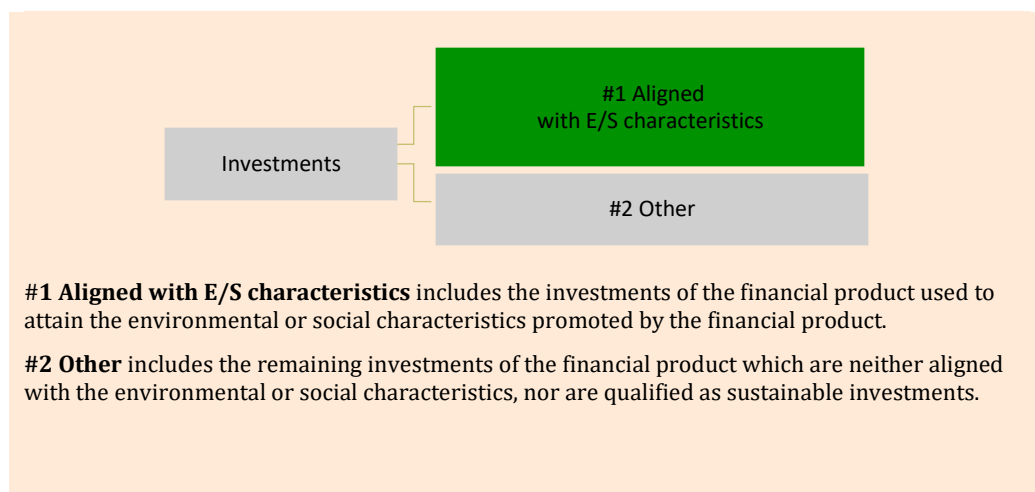 #1 Aligned
with E/S characteristics
Investments
#2 Other
#1 Aligned with E/S characteristics includes the investments of the financial product used to
attain the environmental or social characteristics promoted by the financial product.
#2 Other includes the remaining investments of the financial product which are neither aligned
with the environmental or social characteristics, nor are qualified as sustainable investments.